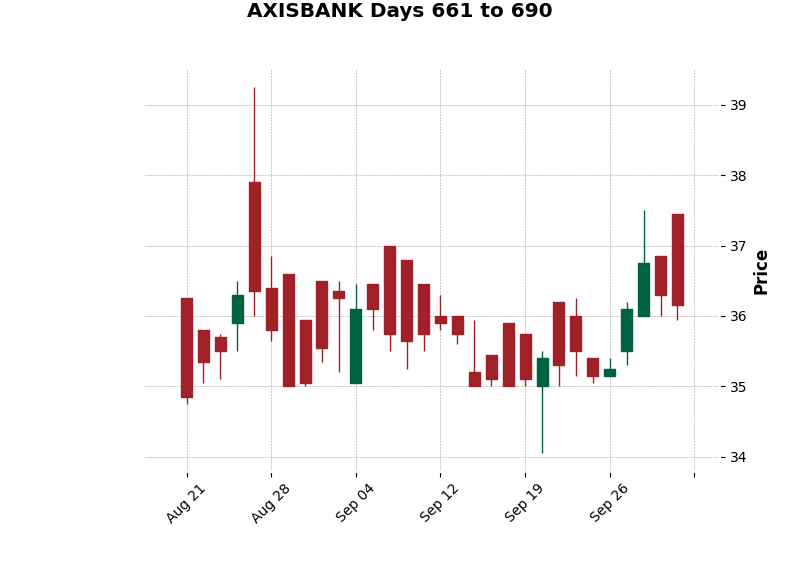 AXISBANK Days 661 to 690
39
38
37
36
35
34
Price
Aug 21
Aug 28
Sep 04
Sep 12
Sep 19
Sep 26